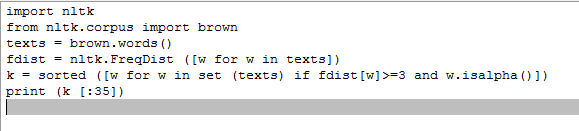 import nltk
from nltk.corpus import brown
texts = brown.words()
fdist = nltk.FreqDist ([w for w in texts])
k = sorted ([w for w in set (texts) if fdist[w]>=3 and w.isalpha()])
print (k [:35])